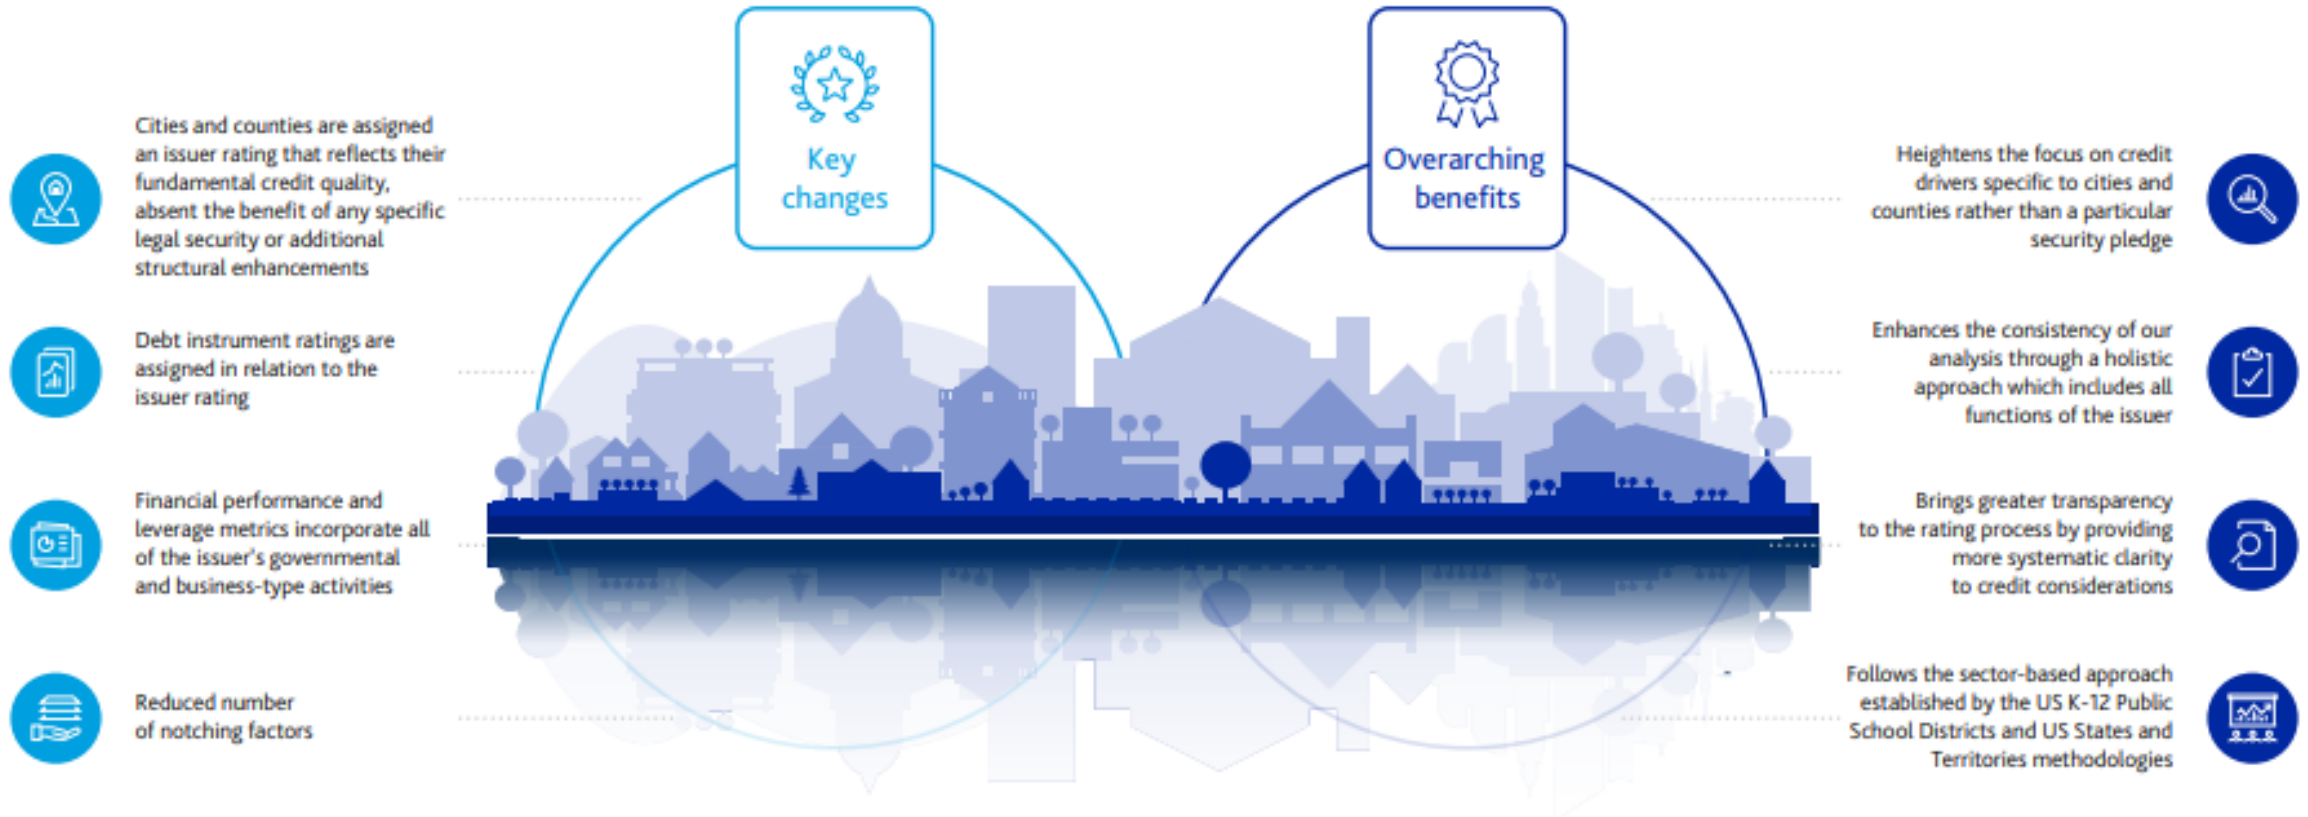 Key
changes
Cities and counties are assigned
an issuer rating that reflects their
fundamental credit quality,
absent the benefit of any specific
legal security or additional
structural enhancements
Debt instrument ratings are
assigned in relation to the
issuer rating
Financial performance and
leverage metrics incorporate all
of the issuer's governmental
and business-type activities
Reduced number
of notching factors
Overarching
benefits
Heightens the focus on credit
drivers specific to cities and
counties rather than a particular
security pledge
Enhances the consistency of our
analysis through a holistic
approach which includes all
functions of the issuer
Brings greater transparency
to the rating process by providing
more systematic clarity
to credit considerations
Follows the sector-based approach
established by the US K-12 Public
School Districts and US States and
Territories methodologies